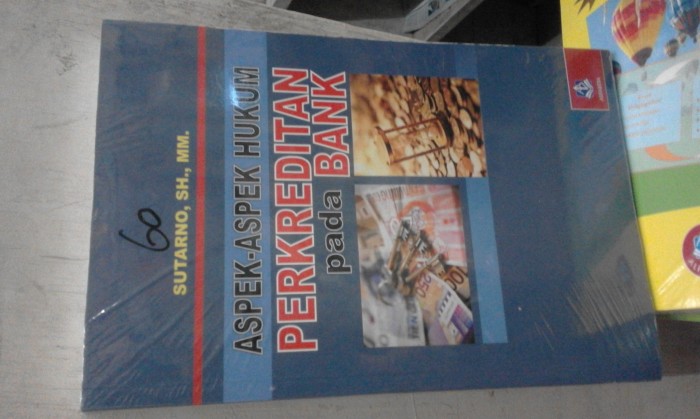 60
SUTARNO, SH., MM.
ASPEK-ASPEK HUKUM
PERKREDITAN
pada
BANK